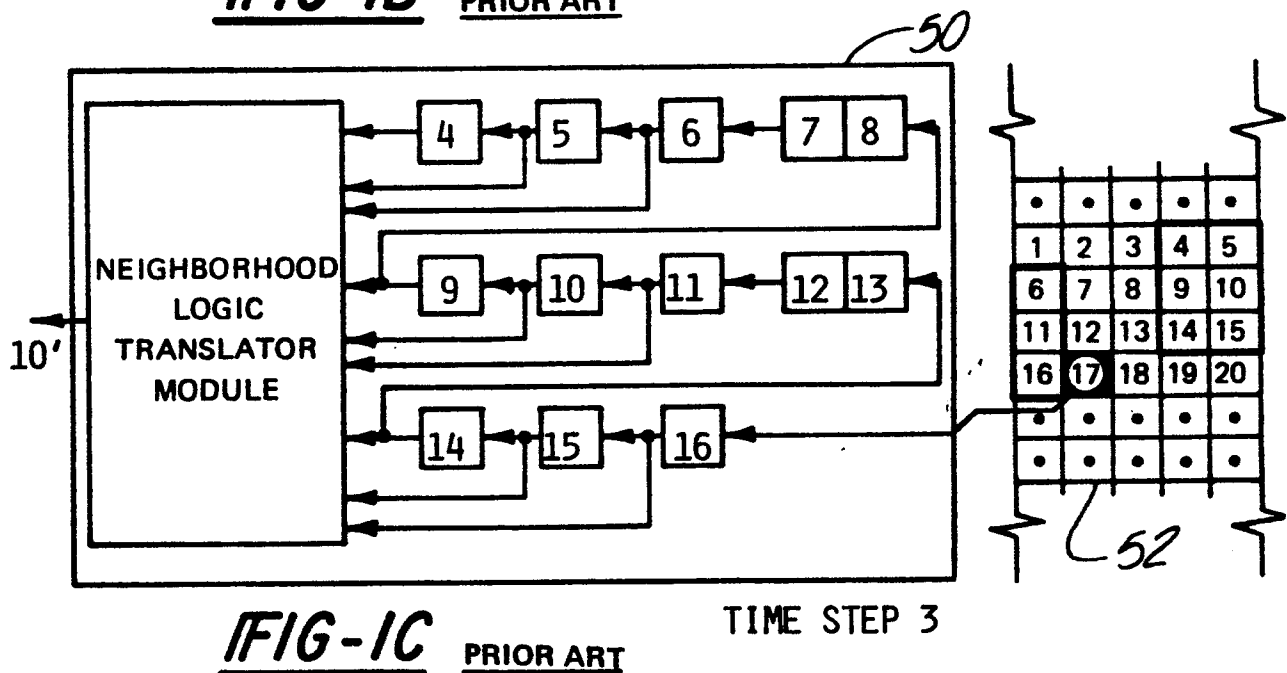 FIG-1B PRIOR ART
50
4 5 6 7 8
NEIGHBORHOOD
LOGIC
TRANSLATOR
MODULE
9 10 11 12 13
10'
14 15 16
1 2 3 4 5
6 7 8 9 10
11 12 13 14 15
16 17 18 19 20
52
TIME STEP 3
FIG-1C PRIOR ART